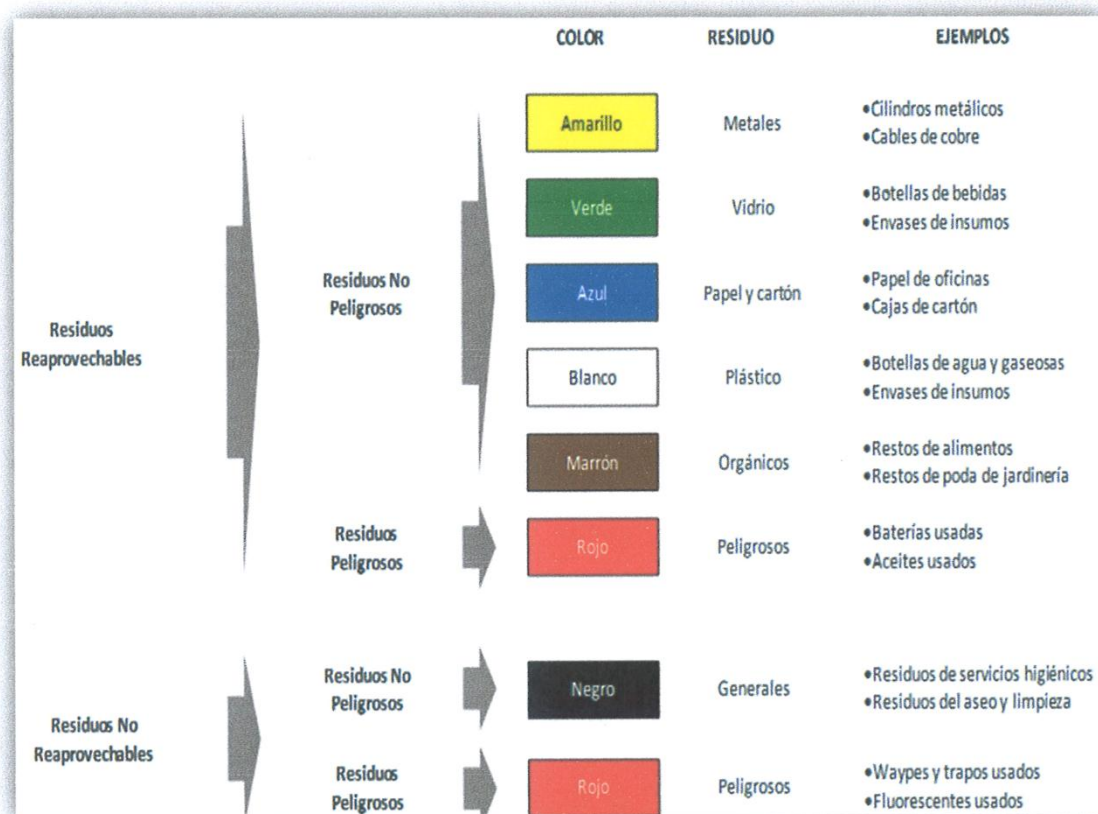 COLOR RESIDUO EJEMPLOS
Amarillo Metales •Cilindros metálicos
•Cables de cobre
Verde Vidrio •Botellas de bebidas
•Envases de insumos
Residuos No
Peligrosos
Azul Papel y cartón •Papel de oficinas
•Cajas de cartón
Residuos
Reaprovechables
Blanco Plástico •Botellas de agua y gaseosas
•Envases de insumos
Marrón Orgánicos •Restos de alimentos
•Restos de poda de jardinería
Residuos
Peligrosos
Rojo Peligrosos •Baterías usadas
•Aceites usados
Residuos No
Peligrosos
Negro Generales •Residuos de servicios higiénicos
•Residuos del aseo y limpieza
Residuos No
Reaprovechables
Residuos
Peligrosos
Rojo Peligrosos •Waypes y trapos usados
•Fluorescentes usados